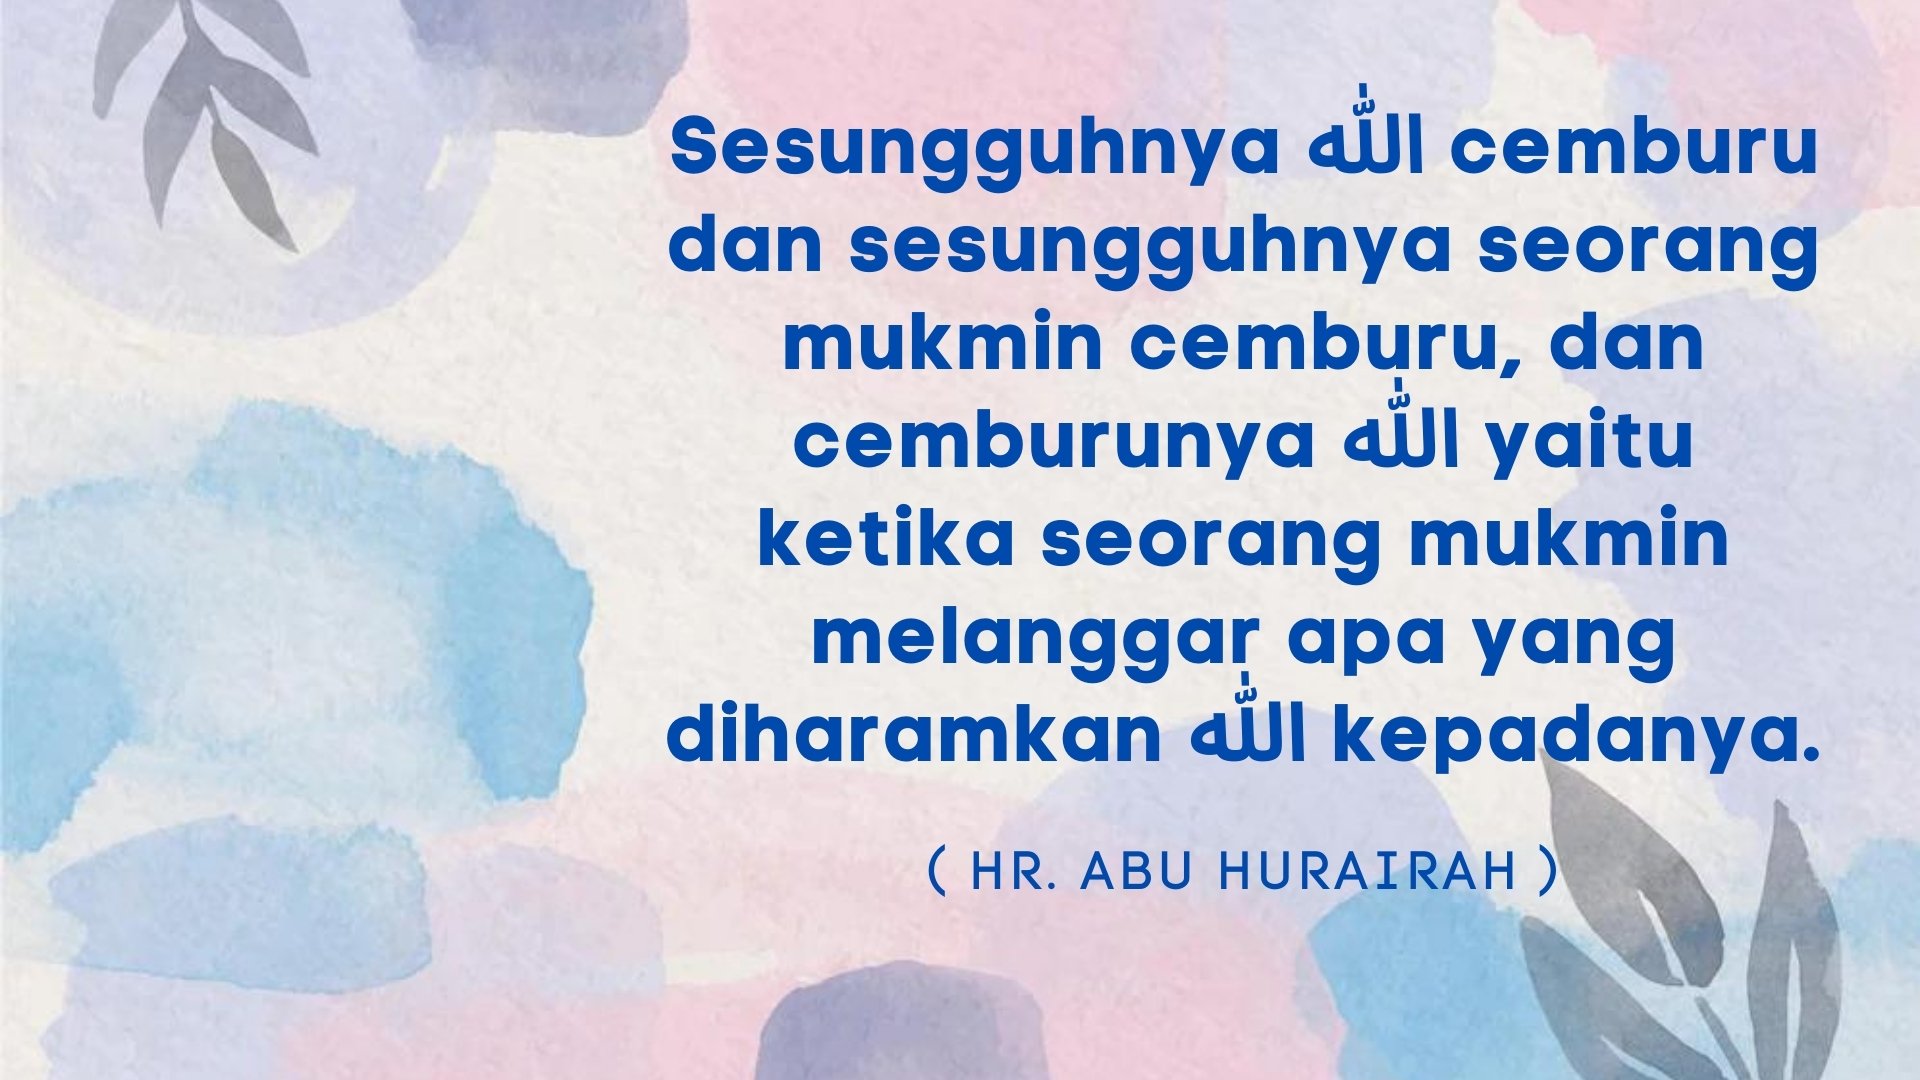 Sesungguhnya الله cemburu
dan sesungguhnya seorang
mukmin cemburu, dan
cemburunya الله yaitu
ketika seorang mukmin
melanggar apa yang
diharamkan الله kepadanya.
( HR. ABU HURAIRAH )